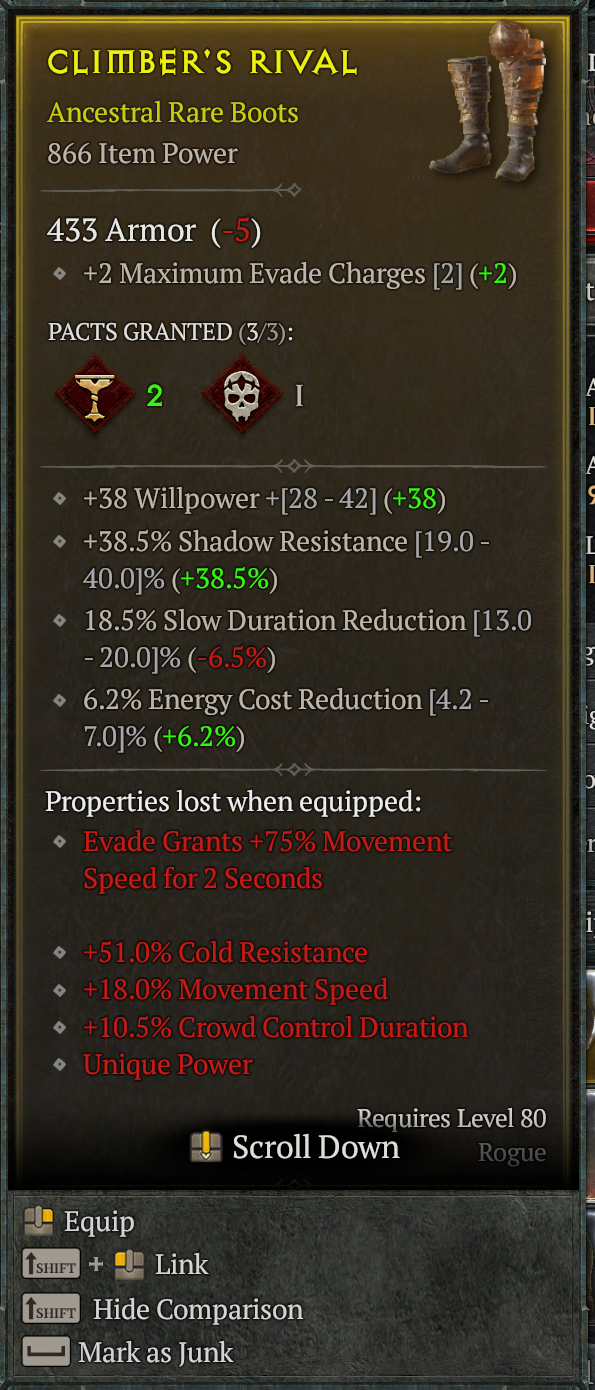 CLIMBER'S RIVAL
Ancestral Rare Boots
866 Item Power
433 Armor (-5)
+2 Maximum Evade Charges [2] (+2)
PACTS GRANTED (3/3):
2 I
+38 Willpower +[28 - 42] (+38)
+38.5% Shadow Resistance [19.0 -
40.0]% (+38.5%)
18.5% Slow Duration Reduction [13.0
- 20.0]% (-6.5%)
6.2% Energy Cost Reduction [4.2 -
7.0]% (+6.2%)
Properties lost when equipped:
Evade Grants +75% Movement
Speed for 2 Seconds
+51.0% Cold Resistance
+18.0% Movement Speed
+10.5% Crowd Control Duration
Unique Power
Requires Level 80
Scroll Down
Rogue
Equip
SHIFT + Link
SHIFT Hide Comparison
Mark as Junk